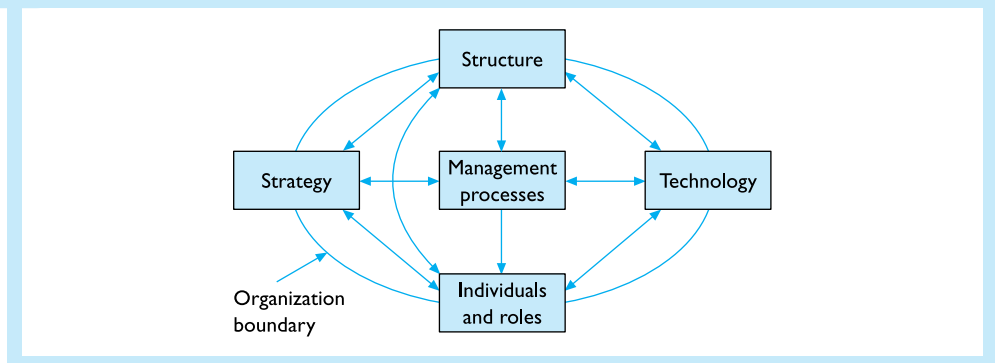 Structure
Strategy
Management
processes
Technology
Individuals
and roles
Organization
boundary